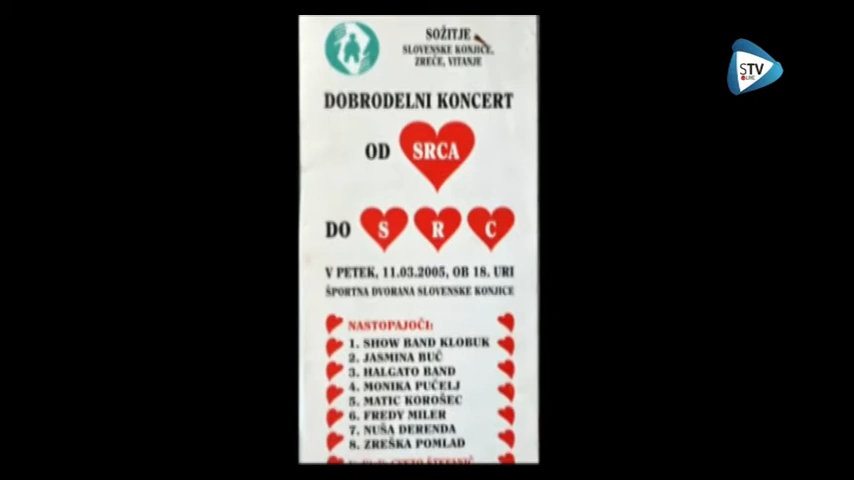 SOŽITJE
SLOVENSKE KONJICE,
ZREČE, VITANJE
DOBRODELNI KONCERT
OD SRCA
DO S R C
V PETEK, 11.03.2005, OB 18. URI
ŠPORTNA DVORANA SLOVENSKE KONJICE
NASTOPAJOČI:
1. SHOW BAND KLOBUK
2. JASMINA BUČ
3. HALGATO BAND
4. MONIKA PUČELJ
5. MATIC KOROŠEC
6. FREDY MILER
7. NUŠA DERENDA
8. ZREŠKA POMLAD
STV